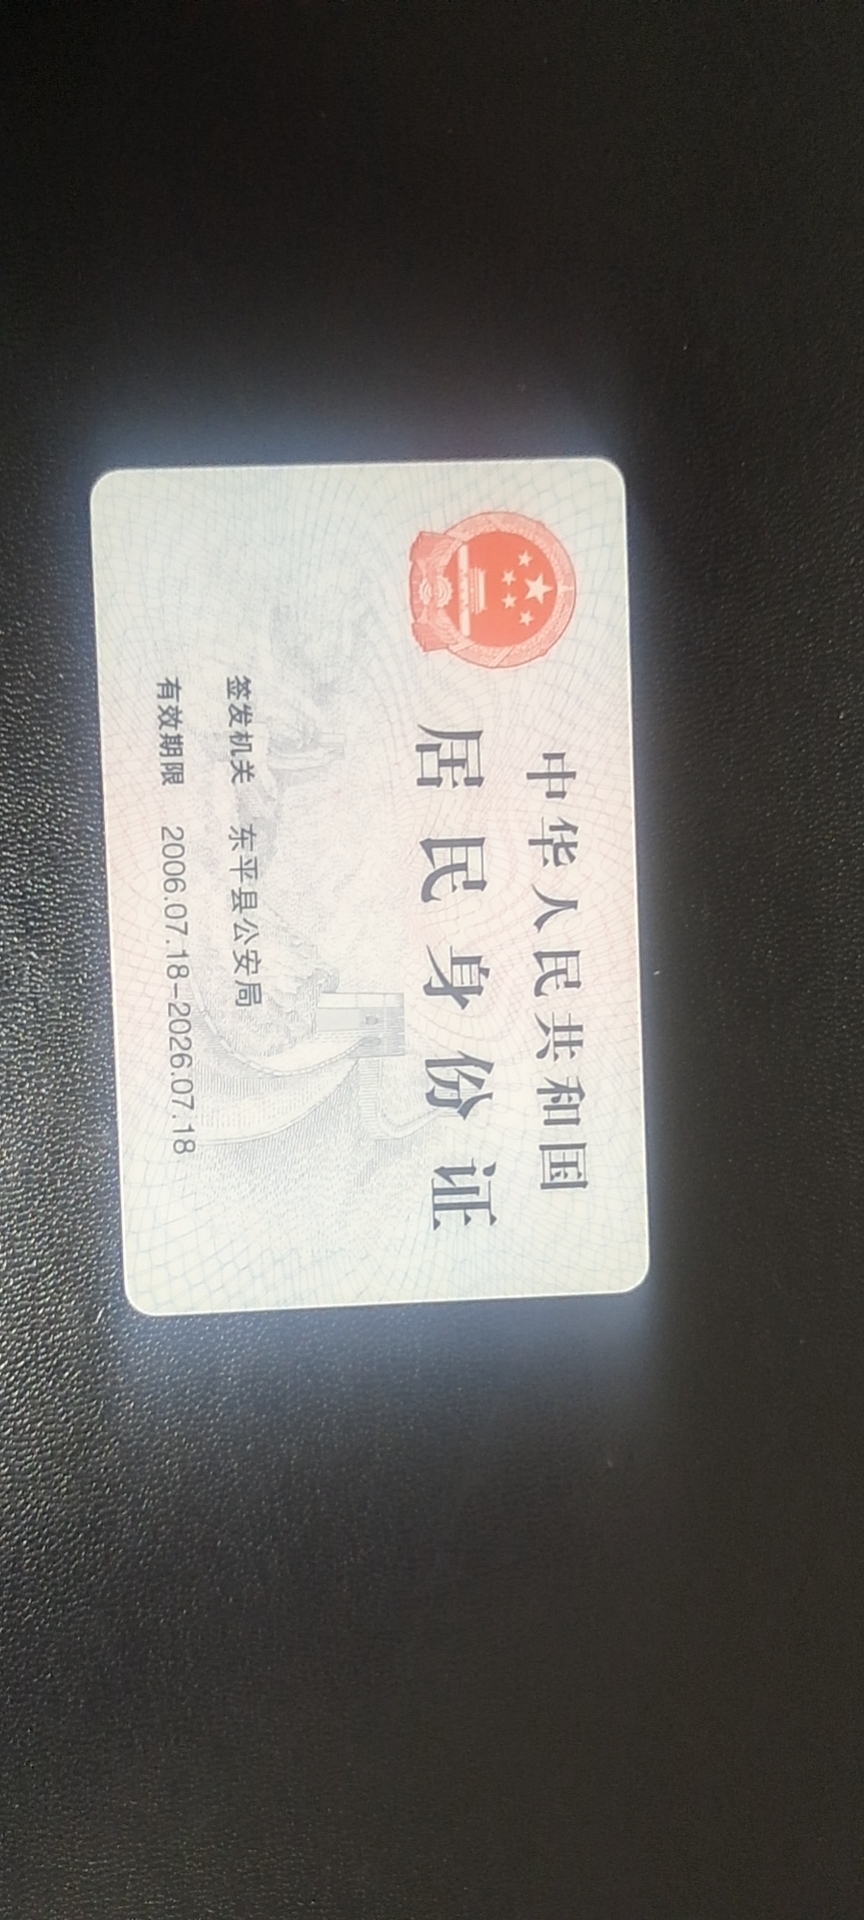 中华人民共和国
居民身份证
签发机关 东平县公安局
有效期限 2006.07.18-2026.07.18